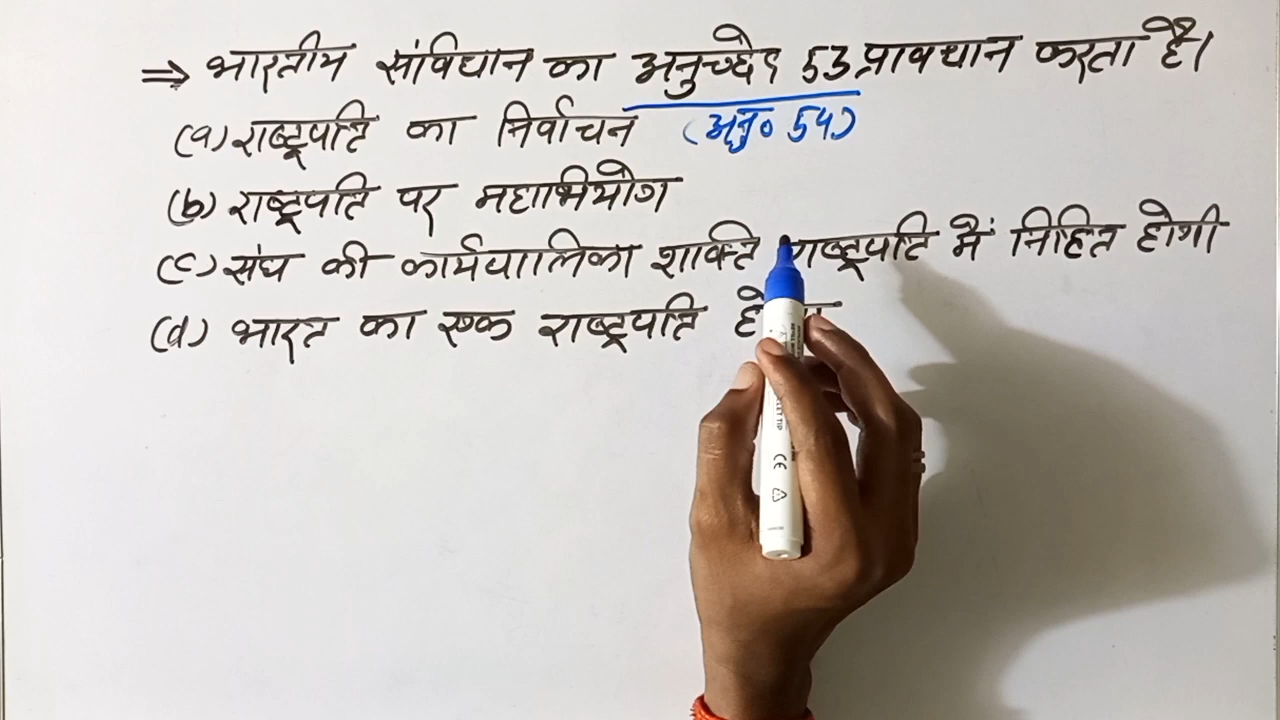 ⇒ भारतीय संविधान का अनुच्छेद 53 प्रावधान करता है।
(a) राष्ट्रपति का निर्वाचन (अनु० 54)
(b) राष्ट्रपति पर महाभियोग
(c) संघ की कार्यपालिका शक्ति राष्ट्रपति में निहित होगी
(d) भारत का एक राष्ट्रपति